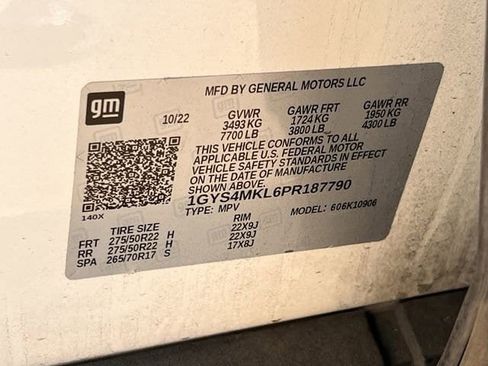 gm
MFD BY GENERAL MOTORS LLC
10/22 GVWR GAWR FRT GAWR RR
3493 KG 1724 KG 1950 KG
7700 LB 3800 LB 4300 LB
THIS VEHICLE CONFORMS TO ALL
APPLICABLE U.S. FEDERAL MOTOR
VEHICLE SAFETY STANDARDS IN EFFECT
ON THE DATE OF MANUFACTURE
SHOWN ABOVE.
1GYS4MKL6PR187790
140X TYPE: MPV MODEL: 606K10906
TIRE SIZE RIM
FRT 275/50R22 H 22X9J
RR 275/50R22 H 22X9J
SPA 265/70R17 S 17X8J